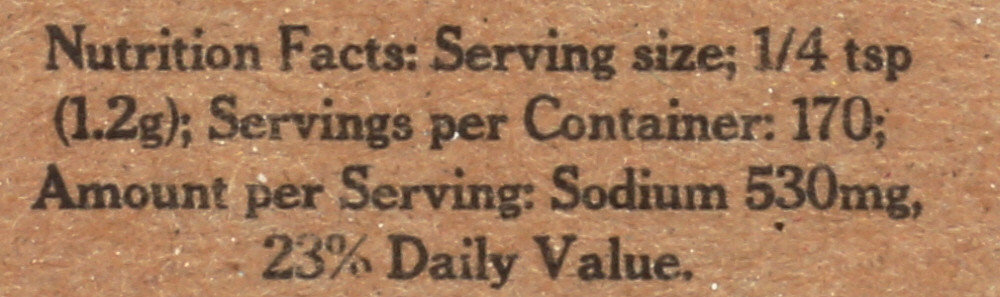 Nutrition Facts: Serving size; 1/4 tsp
(1.2g); Servings per Container: 170;
Amount per Serving: Sodium 530mg,
23% Daily Value.